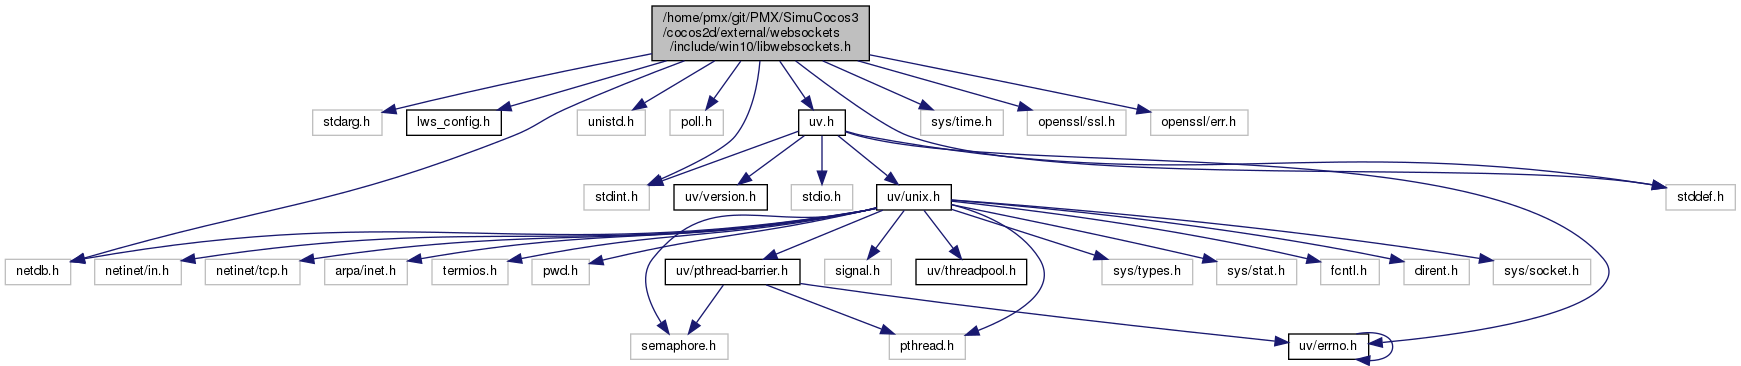 /home/pmx/git/PMX/SimuCocos3
/cocos2d/external/websockets
/include/win10/libwebsockets.h
stdarg.h
lws_config.h
unistd.h
poll.h
uv.h
sys/time.h
openssl/ssl.h
openssl/err.h
stdint.h
uv/version.h
stdio.h
uv/unix.h
stddef.h
netdb.h
netinet/in.h
netinet/tcp.h
arpa/inet.h
termios.h
pwd.h
uv/pthread-barrier.h
signal.h
uv/threadpool.h
sys/types.h
sys/stat.h
fcntl.h
dirent.h
sys/socket.h
semaphore.h
pthread.h
uv/errno.h